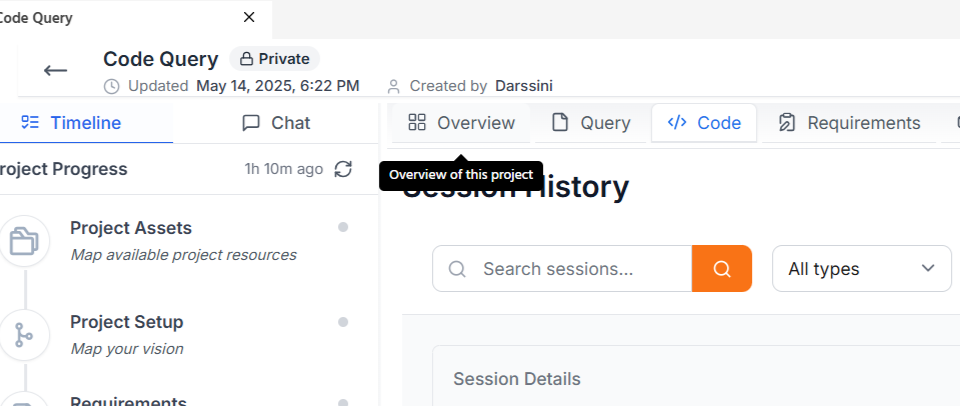 Code Query
Code Query Private
Updated May 14, 2025, 6:22 PM Created by Darssini
Timeline Chat
Overview Query Code Requirements
roject Progress 1h 10m ago
Overview of this project
Session History
Project Assets
Map available project resources
Search sessions... All types
Project Setup
Map your vision
Session Details
Requirements